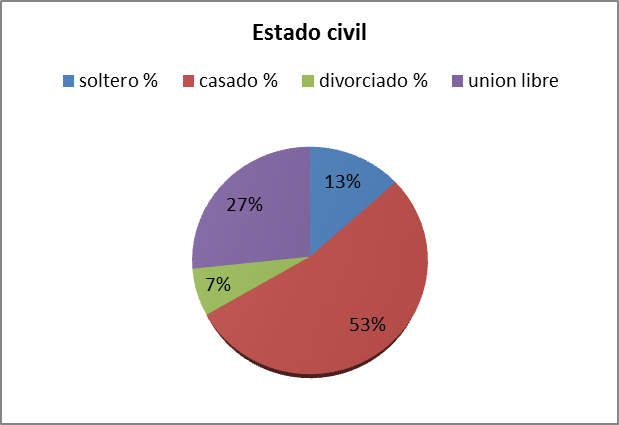 Estado civil
soltero % casado % divorciado % union libre
13%
27%
7%
53%